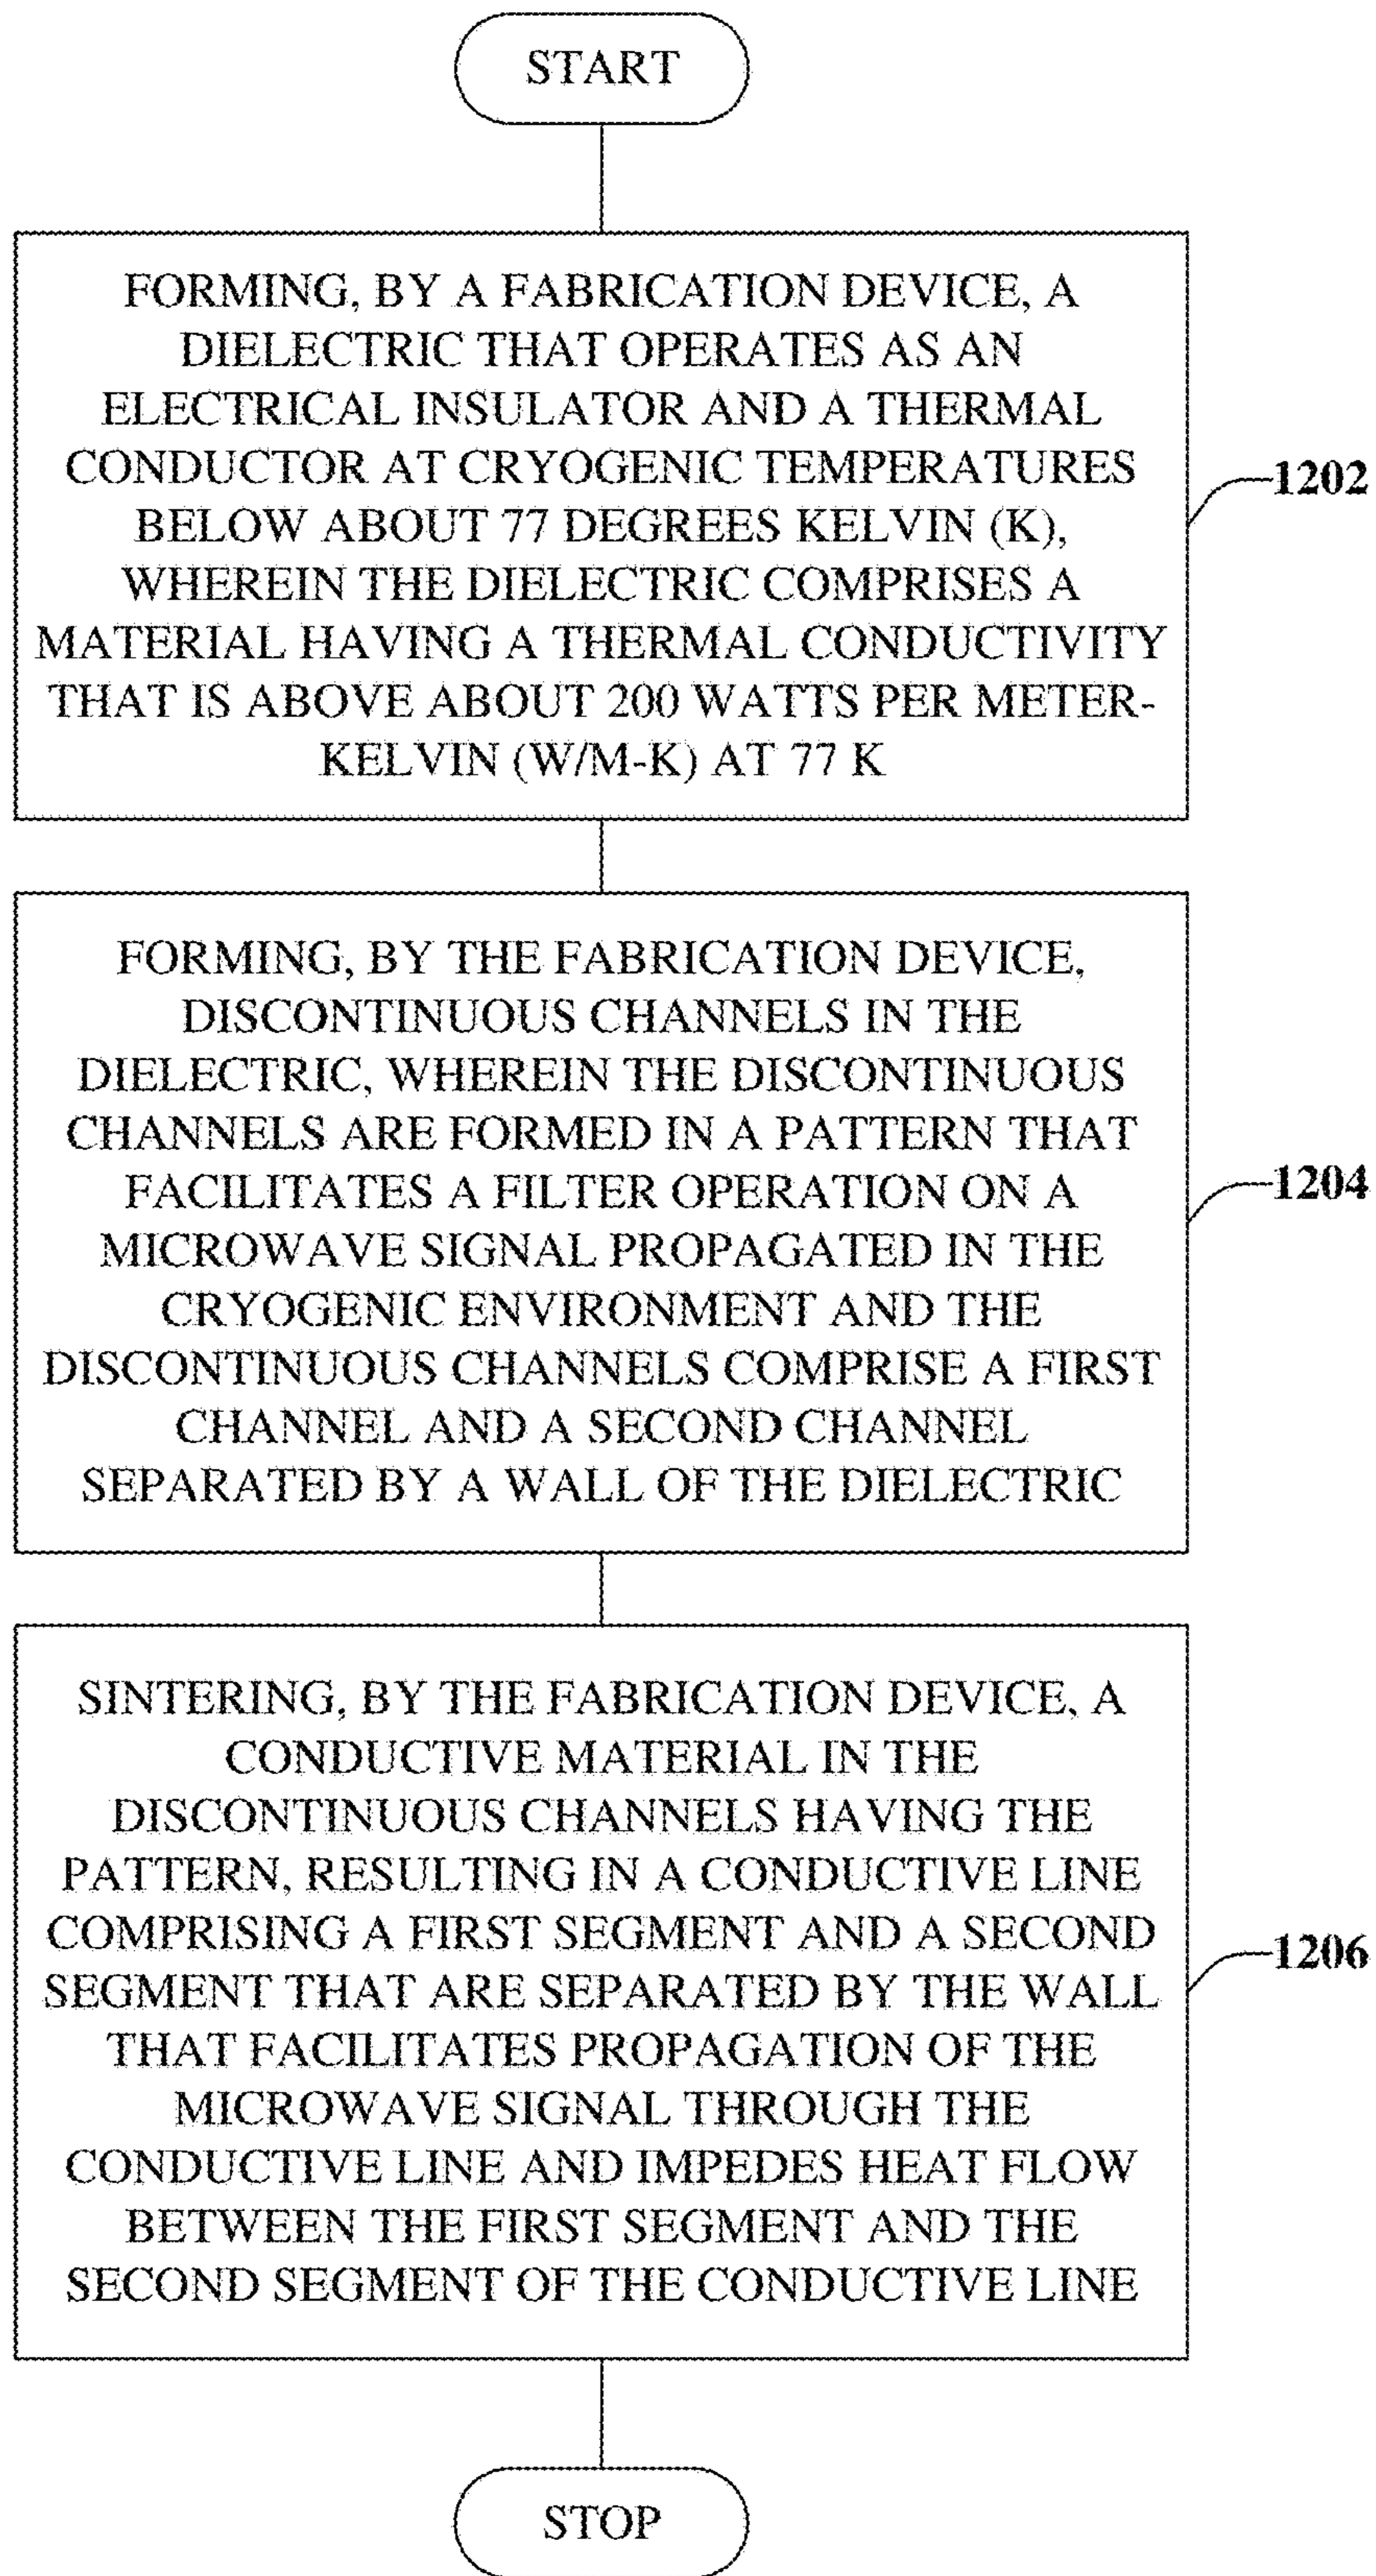 START
FORMING, BY A FABRICATION DEVICE, A
DIELECTRIC THAT OPERATES AS AN
ELECTRICAL INSULATOR AND A THERMAL
CONDUCTOR AT CRYOGENIC TEMPERATURES
BELOW ABOUT 77 DEGREES KELVIN (K),
WHEREIN THE DIELECTRIC COMPRISES A
MATERIAL HAVING A THERMAL CONDUCTIVITY
THAT IS ABOVE ABOUT 200 WATTS PER METER-
KELVIN (W/M-K) AT 77 K
1202
FORMING, BY THE FABRICATION DEVICE,
DISCONTINUOUS CHANNELS IN THE
DIELECTRIC, WHEREIN THE DISCONTINUOUS
CHANNELS ARE FORMED IN A PATTERN THAT
FACILITATES A FILTER OPERATION ON A
MICROWAVE SIGNAL PROPAGATED IN THE
CRYOGENIC ENVIRONMENT AND THE
DISCONTINUOUS CHANNELS COMPRISE A FIRST
CHANNEL AND A SECOND CHANNEL
SEPARATED BY A WALL OF THE DIELECTRIC
1204
SINTERING, BY THE FABRICATION DEVICE, A
CONDUCTIVE MATERIAL IN THE
DISCONTINUOUS CHANNELS HAVING THE
PATTERN, RESULTING IN A CONDUCTIVE LINE
COMPRISING A FIRST SEGMENT AND A SECOND
SEGMENT THAT ARE SEPARATED BY THE WALL
THAT FACILITATES PROPAGATION OF THE
MICROWAVE SIGNAL THROUGH THE
CONDUCTIVE LINE AND IMPEDES HEAT FLOW
BETWEEN THE FIRST SEGMENT AND THE
SECOND SEGMENT OF THE CONDUCTIVE LINE
1206
STOP